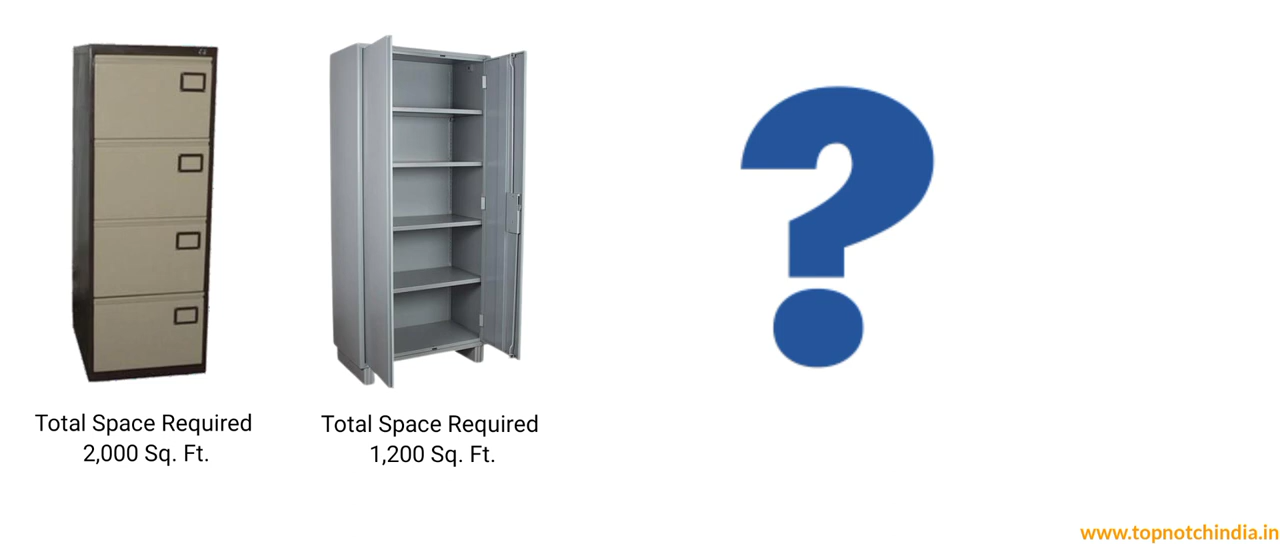 Total Space Required
2,000 Sq. Ft.
Total Space Required
1,200 Sq. Ft.
?
www.topnotchindia.in